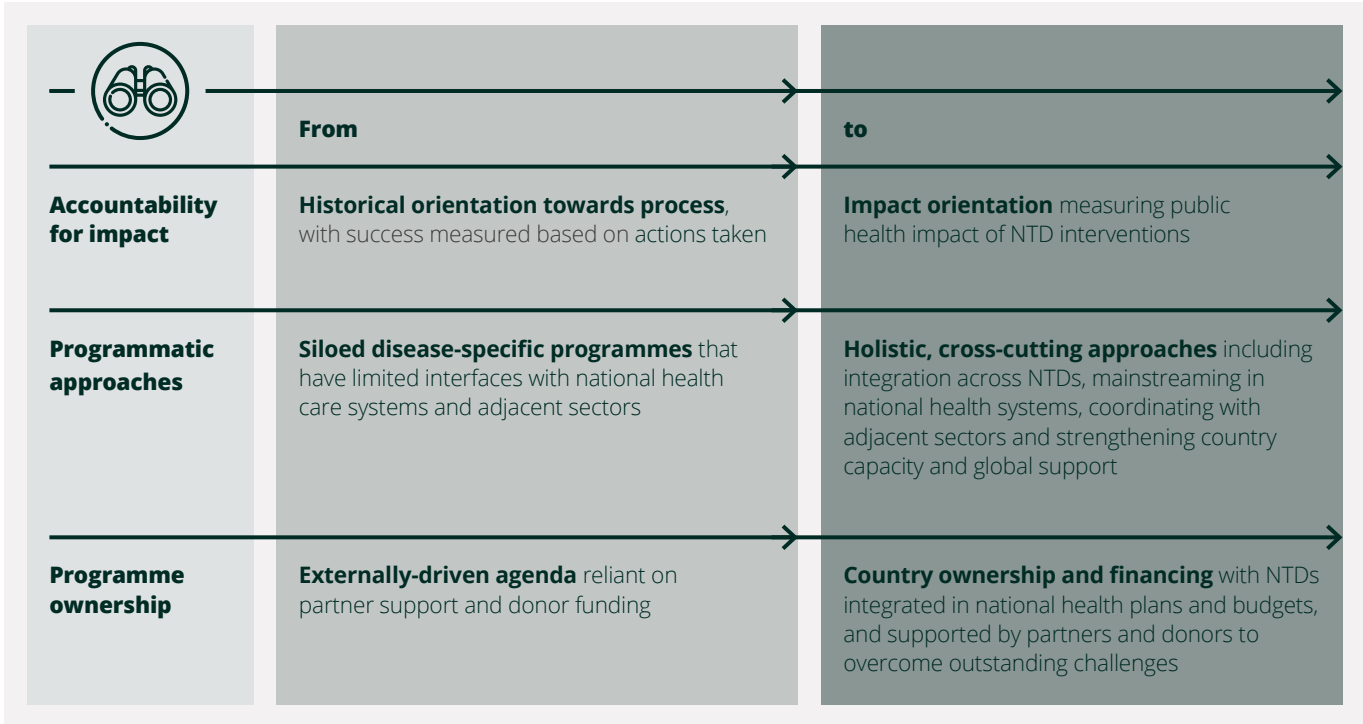 From
to
Accountability
for impact
Historical orientation towards process,
with success measured based on actions taken
Impact orientation measuring public
health impact of NTD interventions
Programmatic
approaches
Siloed disease-specific programmes that
have limited interfaces with national health
care systems and adjacent sectors
Holistic, cross-cutting approaches including
integration across NTDs, mainstreaming in
national health systems, coordinating with
adjacent sectors and strengthening country
capacity and global support
Programme
ownership
Externally-driven agenda reliant on
partner support and donor funding
Country ownership and financing with NTDs
integrated in national health plans and budgets,
and supported by partners and donors to
overcome outstanding challenges